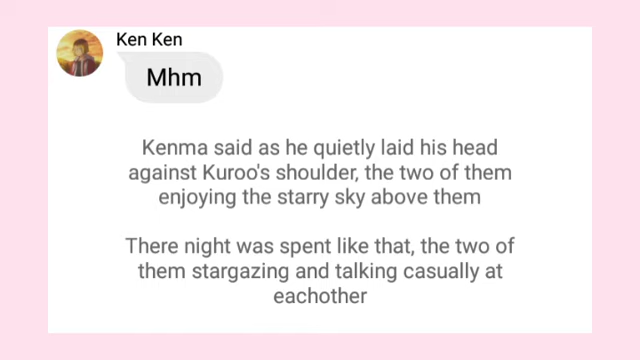 Ken Ken
Mhm
Kenma said as he quietly laid his head
against Kuroo's shoulder, the two of them
enjoying the starry sky above them
There night was spent like that, the two of
them stargazing and talking casually at
eachother